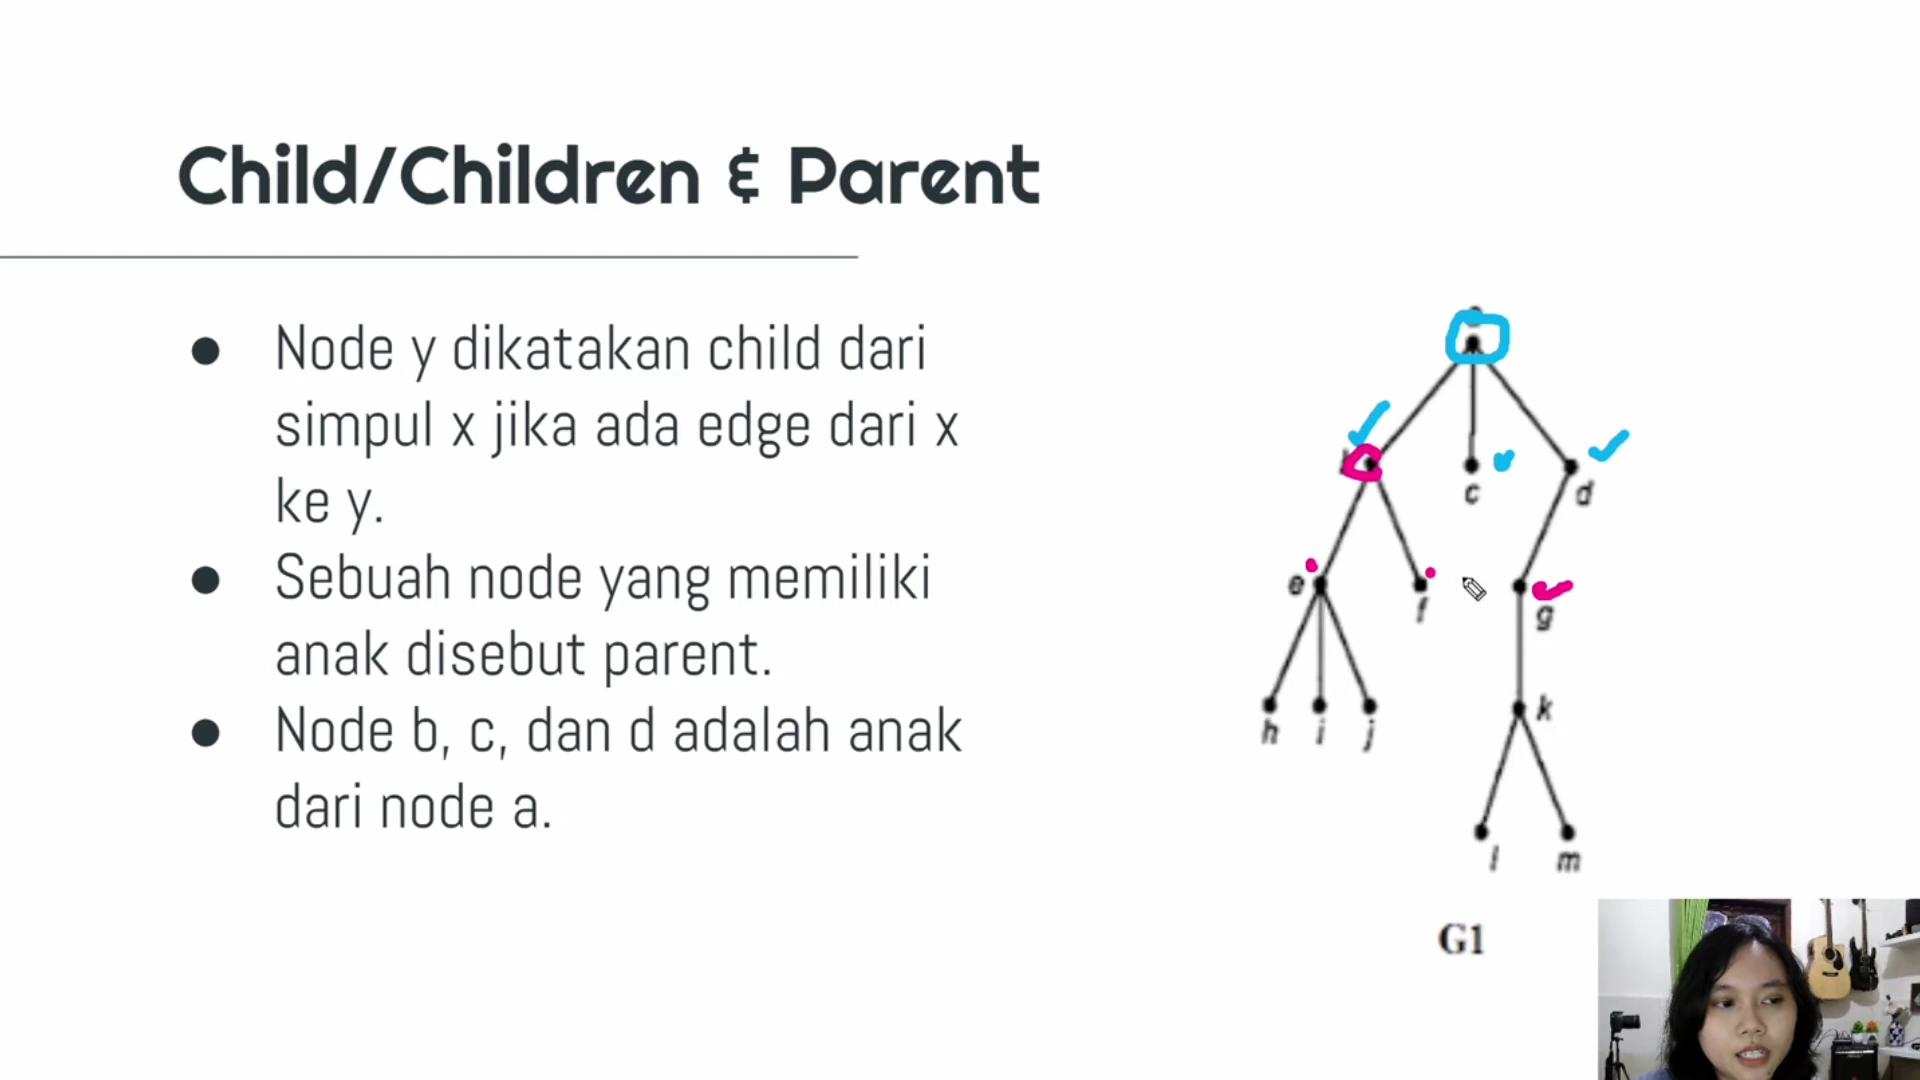 Child/Children & Parent
● Node y dikatakan child dari
simpul x jika ada edge dari x
ke y.
● Sebuah node yang memiliki
anak disebut parent.
● Node b, c, dan d adalah anak
dari node a.
c
d
e
f
g
h i j
k
l m
G1